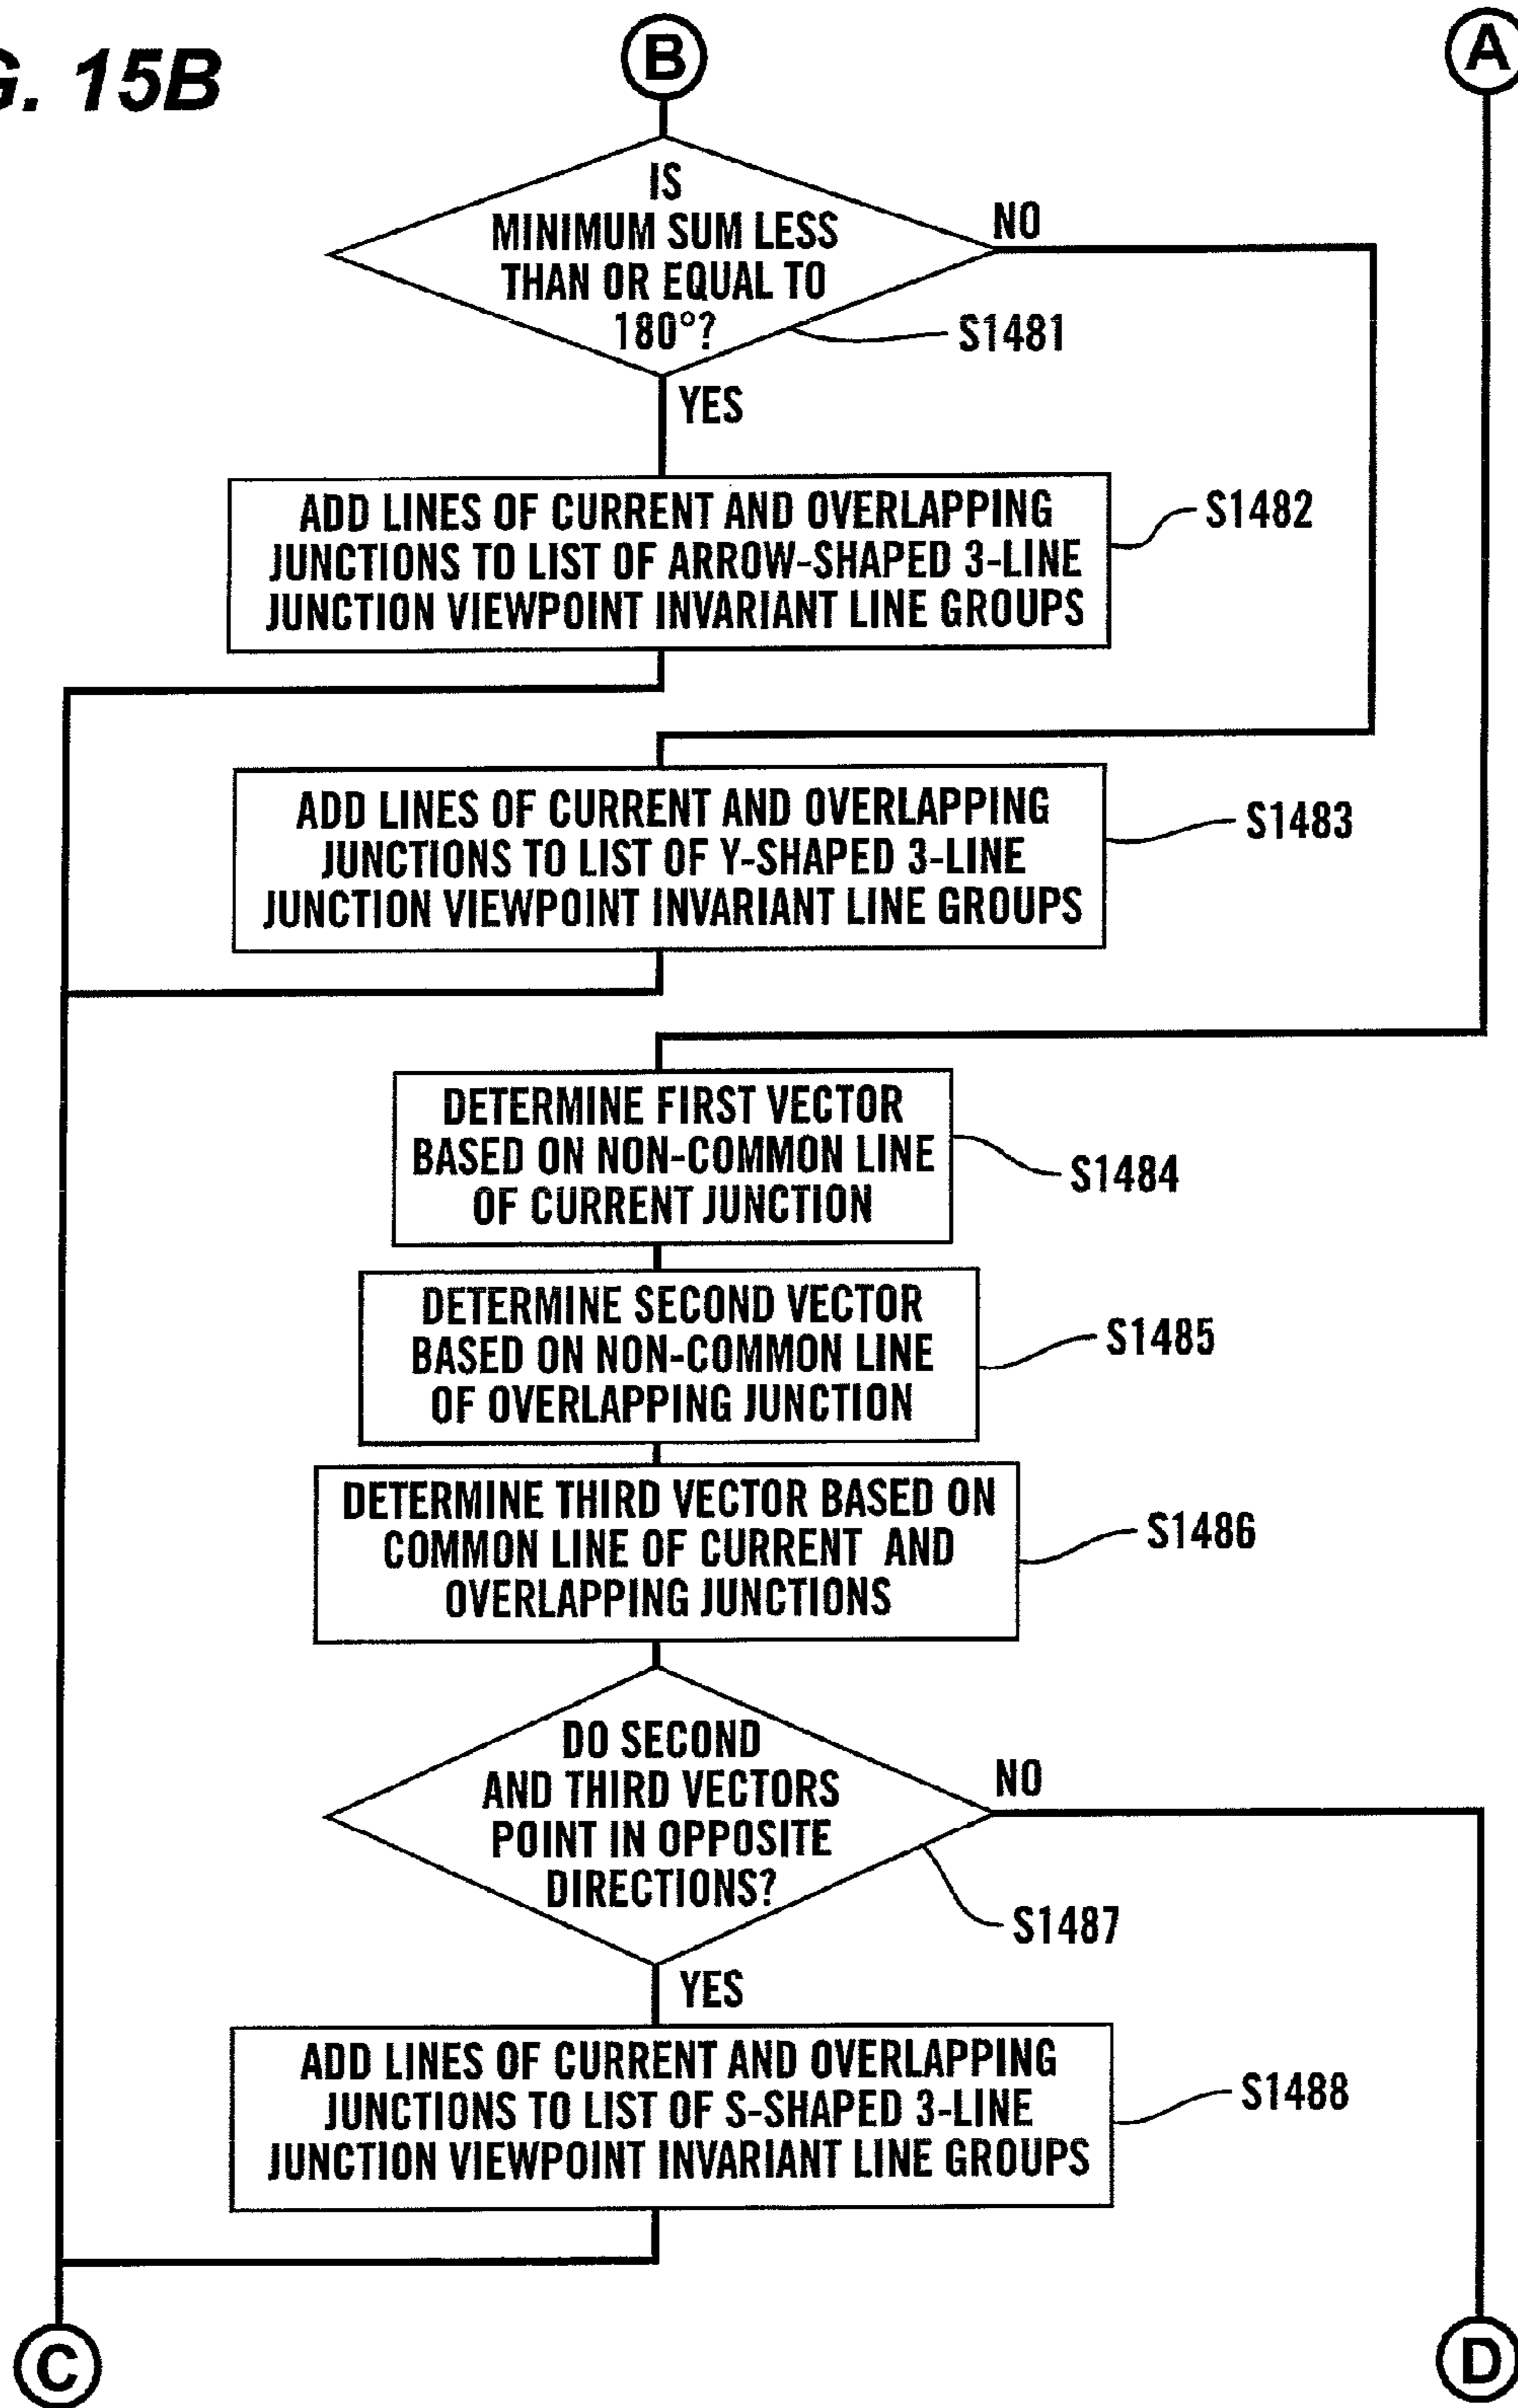 G. 15B
B
A
IS
MINIMUM SUM LESS
THAN OR EQUAL TO
180°?
NO
S1481
YES
ADD LINES OF CURRENT AND OVERLAPPING
JUNCTIONS TO LIST OF ARROW-SHAPED 3-LINE
JUNCTION VIEWPOINT INVARIANT LINE GROUPS
S1482
ADD LINES OF CURRENT AND OVERLAPPING
JUNCTIONS TO LIST OF Y-SHAPED 3-LINE
JUNCTION VIEWPOINT INVARIANT LINE GROUPS
S1483
DETERMINE FIRST VECTOR
BASED ON NON-COMMON LINE
OF CURRENT JUNCTION
S1484
DETERMINE SECOND VECTOR
BASED ON NON-COMMON LINE
OF OVERLAPPING JUNCTION
S1485
DETERMINE THIRD VECTOR BASED ON
COMMON LINE OF CURRENT AND
OVERLAPPING JUNCTIONS
S1486
DO SECOND
AND THIRD VECTORS
POINT IN OPPOSITE
DIRECTIONS?
NO
S1487
YES
ADD LINES OF CURRENT AND OVERLAPPING
JUNCTIONS TO LIST OF S-SHAPED 3-LINE
JUNCTION VIEWPOINT INVARIANT LINE GROUPS
S1488
C
D